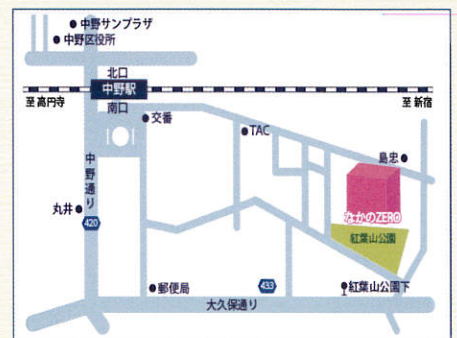 中野サンプラザ
中野区役所
北口
中野駅
至 高円寺
至 新宿
南口
交番
TAC
島忠
中野通り
丸井
なかのZERO
420
紅葉山公園
郵便局
433
紅葉山公園下
大久保通り